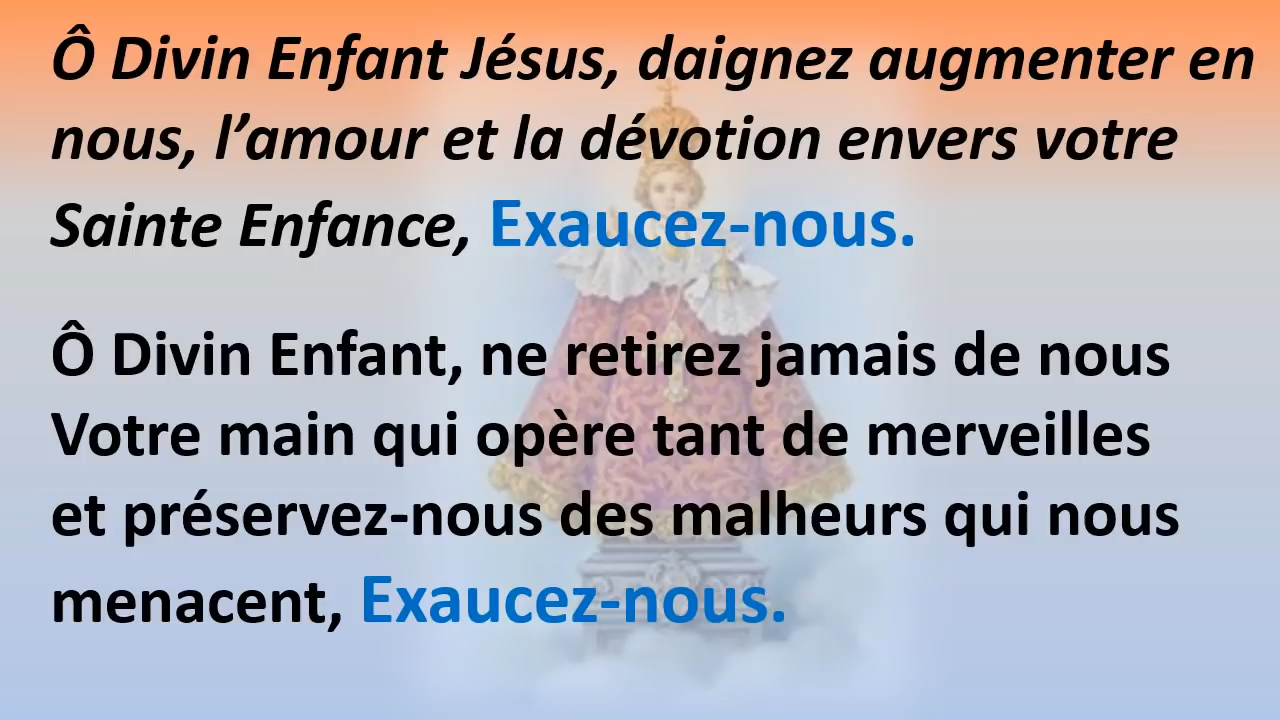 Ô Divin Enfant Jésus, daignez augmenter en
nous, l’amour et la dévotion envers votre
Sainte Enfance, Exaucez-nous.
Ô Divin Enfant, ne retirez jamais de nous
Votre main qui opère tant de merveilles
et préservez-nous des malheurs qui nous
menacent, Exaucez-nous.